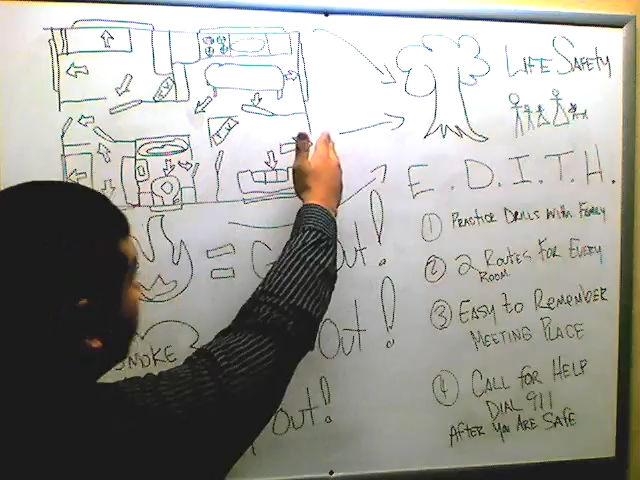 LIFE SAFETY
E.D.I.T.H.
① PRACTICE DRILLS WITH FAMILY
② 2 ROUTES FOR EVERY
ROOM
③ EASY TO REMEMBER
MEETING PLACE
④ CALL FOR HELP
DIAL 911
AFTER YOU ARE SAFE
= out!
SMOKE
out!
out!!